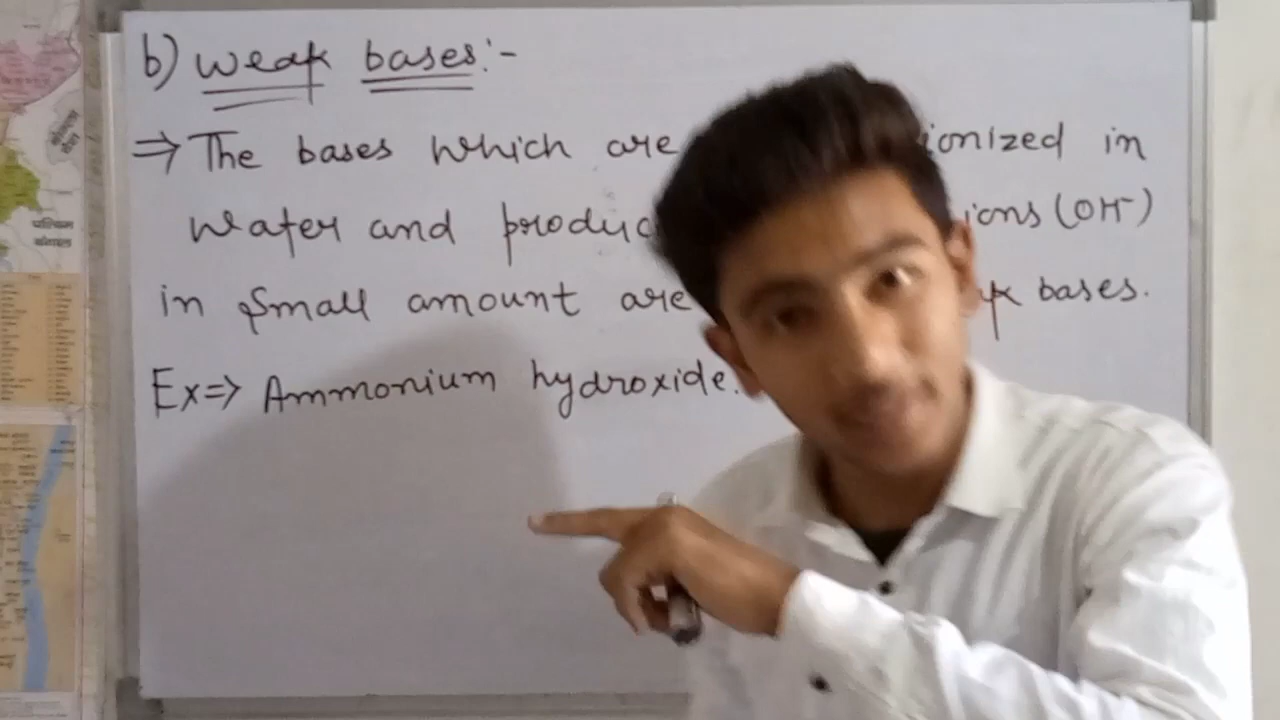 b) weak bases:-
⇒ The bases which are ionized in
water and produc ions (OH⁻)
in small amount are bases.
Ex⇒ Ammonium hydroxide.
पश्चिम
बंगाल